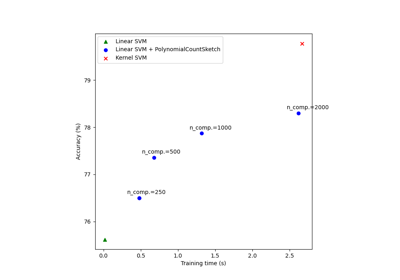 Linear SVM
Linear SVM + PolynomialCountSketch
Kernel SVM
79
n_comp.=2000
78
n_comp.=1000
n_comp.=500
77
n_comp.=250
76
Accuracy (%)
0.0 0.5 1.0 1.5 2.0 2.5
Training time (s)